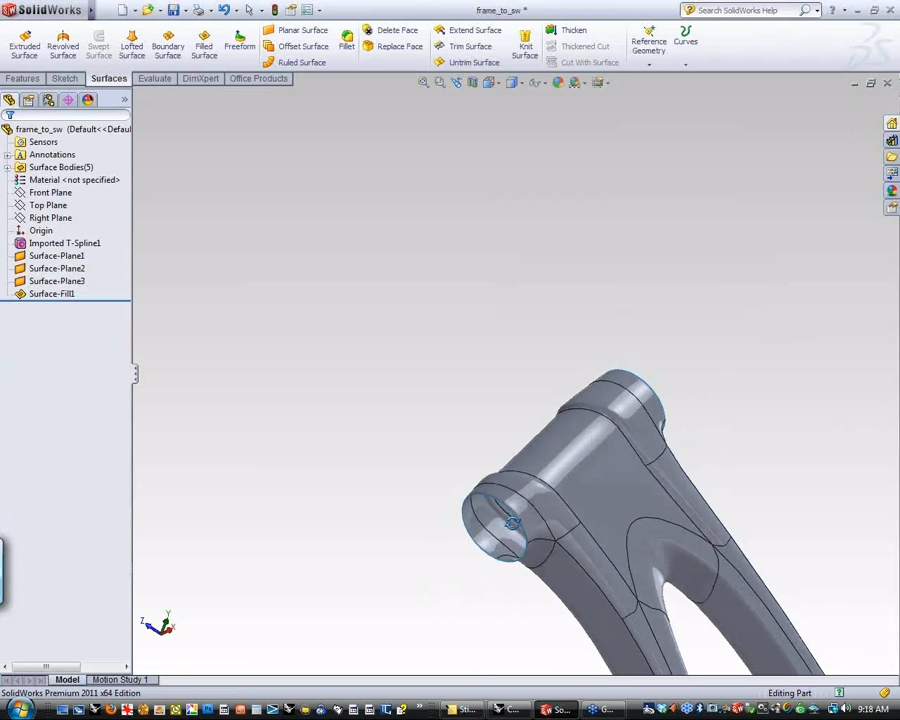 SolidWorks
frame_to_sw *
Search SolidWorks
Extruded Surface
Revolved Surface
Swept Surface
Lofted Surface
Boundary Surface
Filled Surface
Freeform
Planar Surface
Offset Surface
Ruled Surface
Fillet
Delete Face
Replace Face
Extend Surface
Trim Surface
Untrim Surface
Knit Surface
Thicken
Thickened Cut
Cut With Surface
Reference Geometry
Curves
Features
Sketch
Surfaces
Evaluate
DimXpert
Office Products
frame_to_sw (Default<<Defaul
Sensors
Annotations
Surface Bodies(5)
Material <not specified>
Front Plane
Top Plane
Right Plane
Origin
Imported T-Spline1
Surface-Plane1
Surface-Plane2
Surface-Plane3
Surface-Fill1
Y
Z
X
Model
Motion Study 1
SolidWorks Premium 2011 x64 Edition
Editing Part
Sti...
C...
So...
G...
9:18 AM